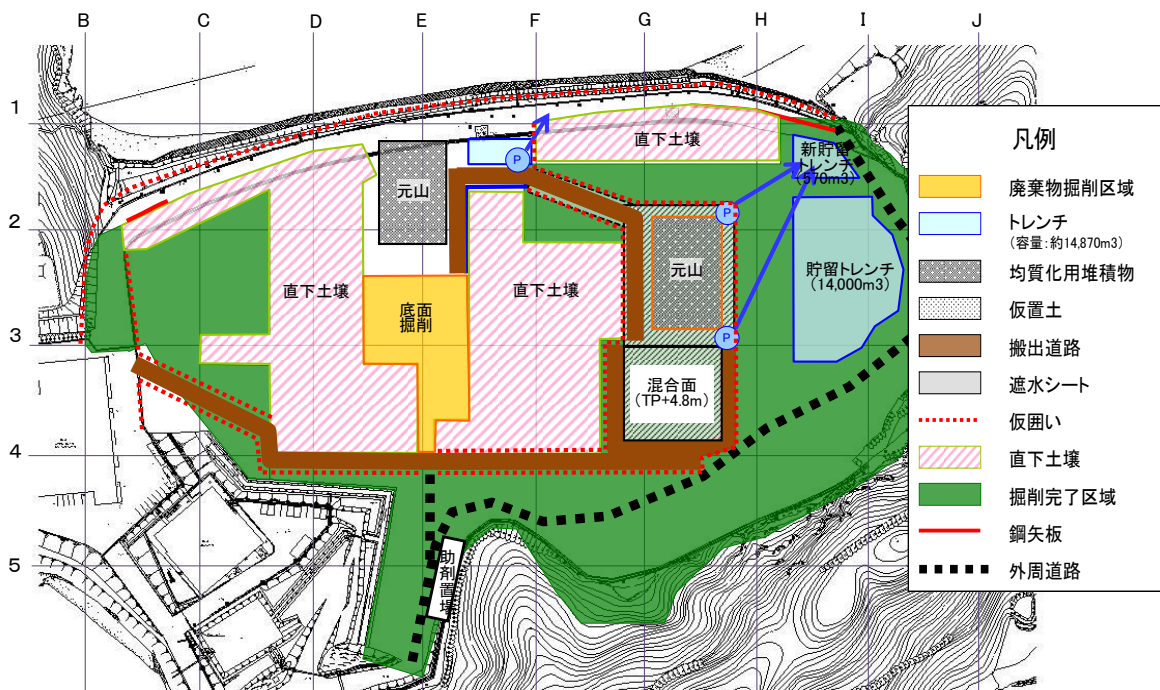 B
C
D
E
F
G
H
I
J
1
2
3
4
5
直下土壌
元山
P
新貯留
トレンチ
(570m3)
P
元山
貯留トレンチ
(14,000m3)
直下土壌
直下土壌
底面
掘削
P
混合面
(TP+4.8m)
助剤置場
凡例
廃棄物掘削区域
トレンチ
(容量:約14,870m3)
均質化用堆積物
仮置土
搬出道路
遮水シート
仮囲い
直下土壌
掘削完了区域
鋼矢板
外周道路